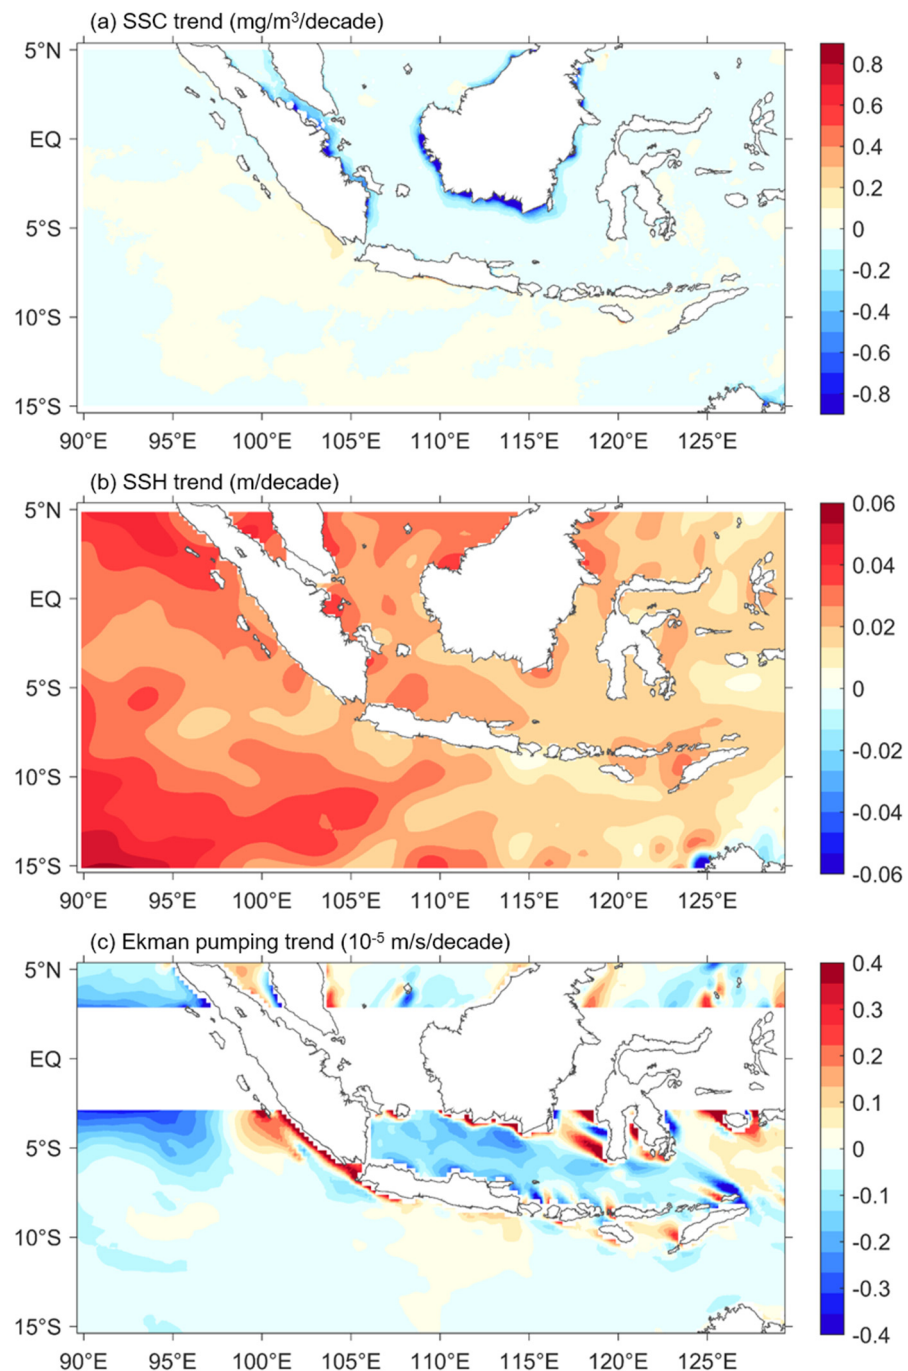 (a) SSC trend (mg/m³/decade)
5°N
EQ
5°S
10°S
15°S
90°E 95°E 100°E 105°E 110°E 115°E 120°E 125°E
0.8
0.6
0.4
0.2
0
-0.2
-0.4
-0.6
-0.8
(b) SSH trend (m/decade)
5°N
EQ
5°S
10°S
15°S
90°E 95°E 100°E 105°E 110°E 115°E 120°E 125°E
0.06
0.04
0.02
0
-0.02
-0.04
-0.06
(c) Ekman pumping trend (10⁻⁵ m/s/decade)
5°N
EQ
5°S
10°S
15°S
90°E 95°E 100°E 105°E 110°E 115°E 120°E 125°E
0.4
0.3
0.2
0.1
0
-0.1
-0.2
-0.3
-0.4